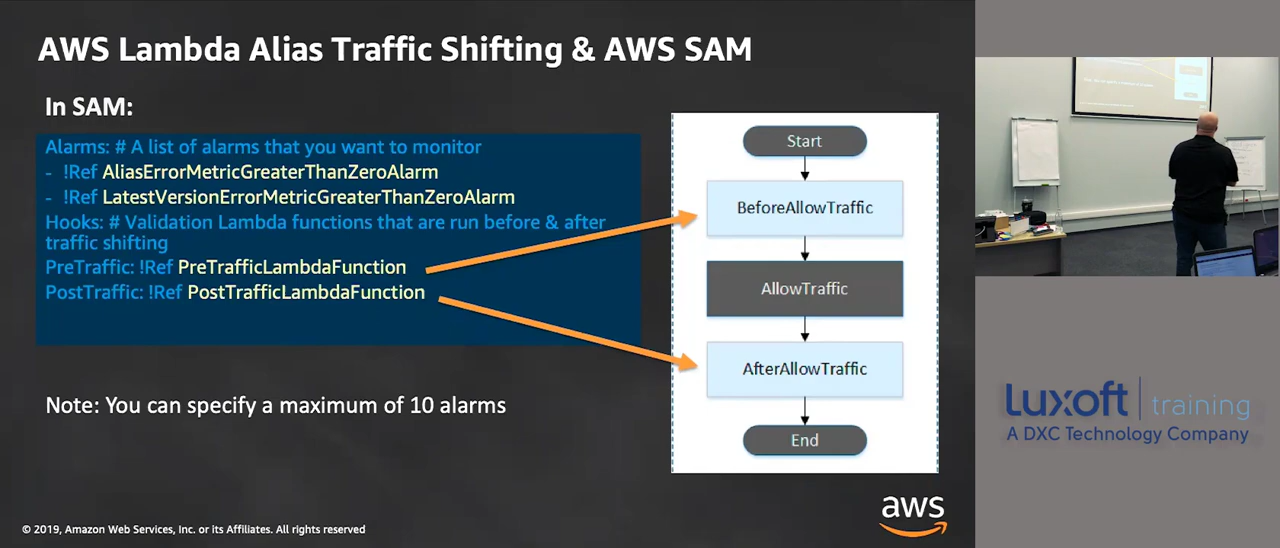 AWS Lambda Alias Traffic Shifting & AWS SAM
In SAM:
Alarms: # A list of alarms that you want to monitor
- !Ref AliasErrorMetricGreaterThanZeroAlarm
- !Ref LatestVersionErrorMetricGreaterThanZeroAlarm
Hooks: # Validation Lambda functions that are run before & after
traffic shifting
PreTraffic: !Ref PreTrafficLambdaFunction
PostTraffic: !Ref PostTrafficLambdaFunction
Note: You can specify a maximum of 10 alarms
Start
BeforeAllowTraffic
AllowTraffic
AfterAllowTraffic
End
© 2019, Amazon Web Services, Inc. or its Affiliates. All rights reserved
aws
Luxoft training
A DXC Technology Company